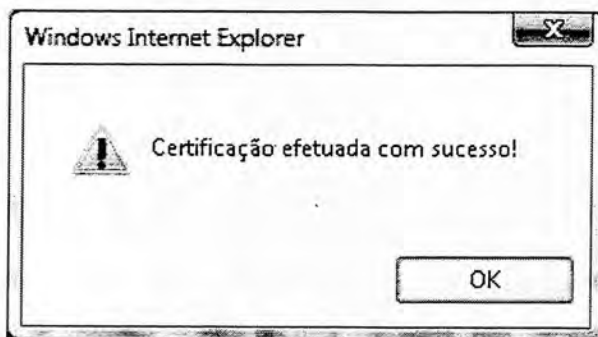 Windows Internet Explorer
Certificação efetuada com sucesso!
OK